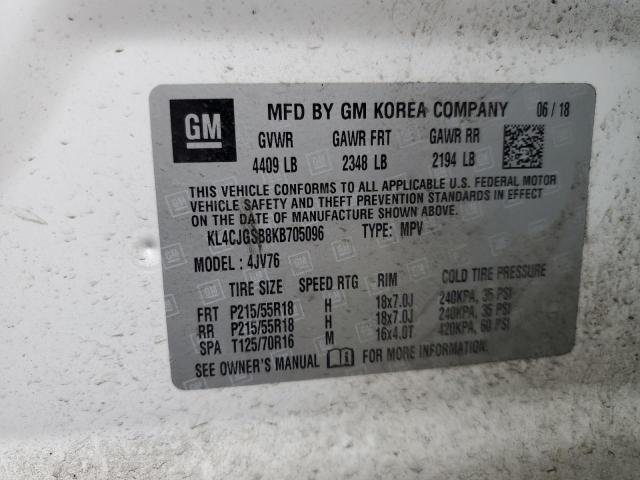 GM MFD BY GM KOREA COMPANY 06 / 18
GVWR GAWR FRT GAWR RR
4409 LB 2348 LB 2194 LB
THIS VEHICLE CONFORMS TO ALL APPLICABLE U.S. FEDERAL MOTOR
VEHICLE SAFETY AND THEFT PREVENTION STANDARDS IN EFFECT
ON THE DATE OF MANUFACTURE SHOWN ABOVE.
KL4CJGSB8KB705096 TYPE: MPV
MODEL : 4JV76
TIRE SIZE SPEED RTG RIM COLD TIRE PRESSURE
FRT P215/55R18 H 18x7.0J 240KPA, 35 PSI
RR P215/55R18 H 18x7.0J 240KPA, 35 PSI
SPA T125/70R16 M 16x4.0T 420KPA, 60 PSI
SEE OWNER'S MANUAL FOR MORE INFORMATION.